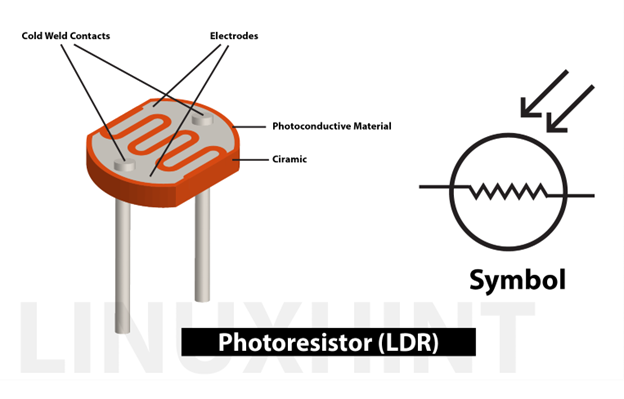 Cold Weld Contacts
Electrodes
Photoconductive Material
Ciramic
Symbol
Photoresistor (LDR)
LINUXHINT